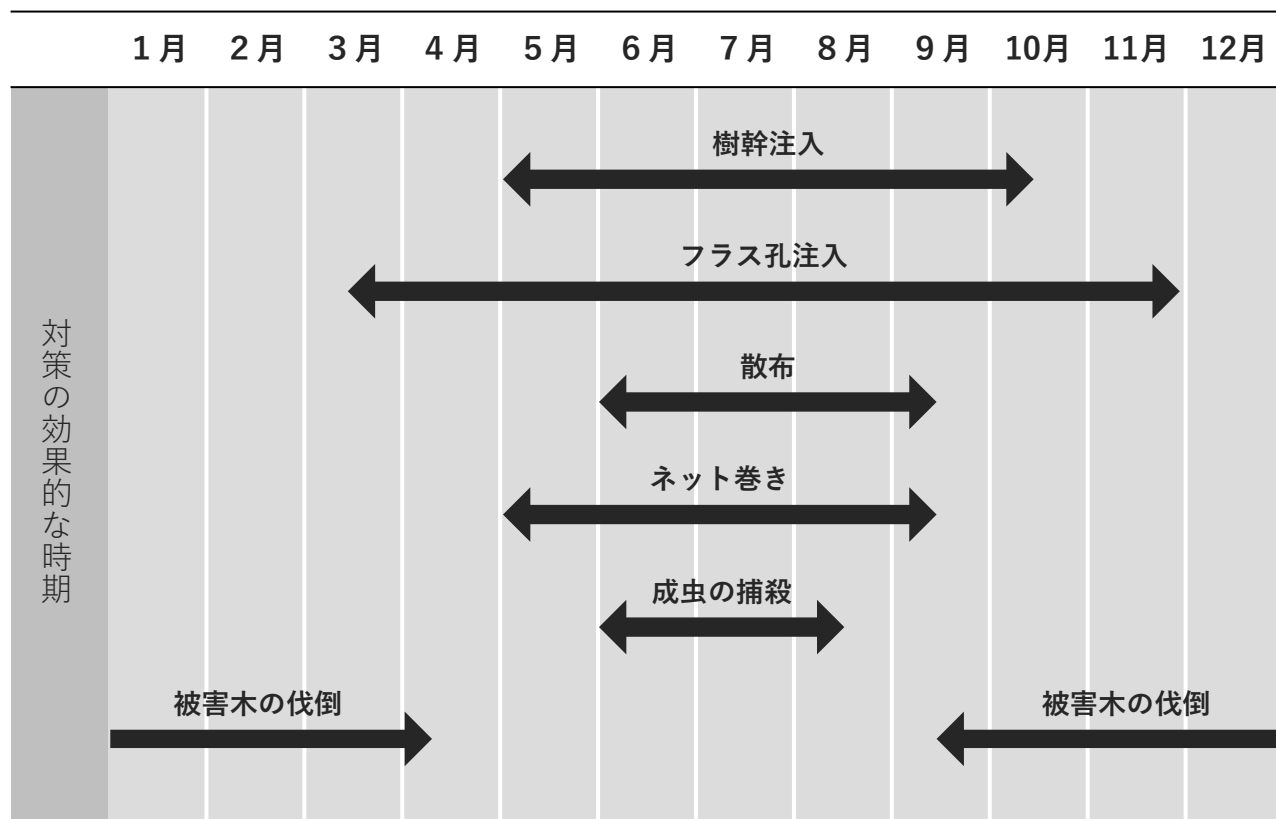 1月 2月 3月 4月 5月 6月 7月 8月 9月 10月 11月 12月
対策の効果的な時期
樹幹注入
フラス孔注入
散布
ネット巻き
成虫の捕殺
被害木の伐倒 被害木の伐倒